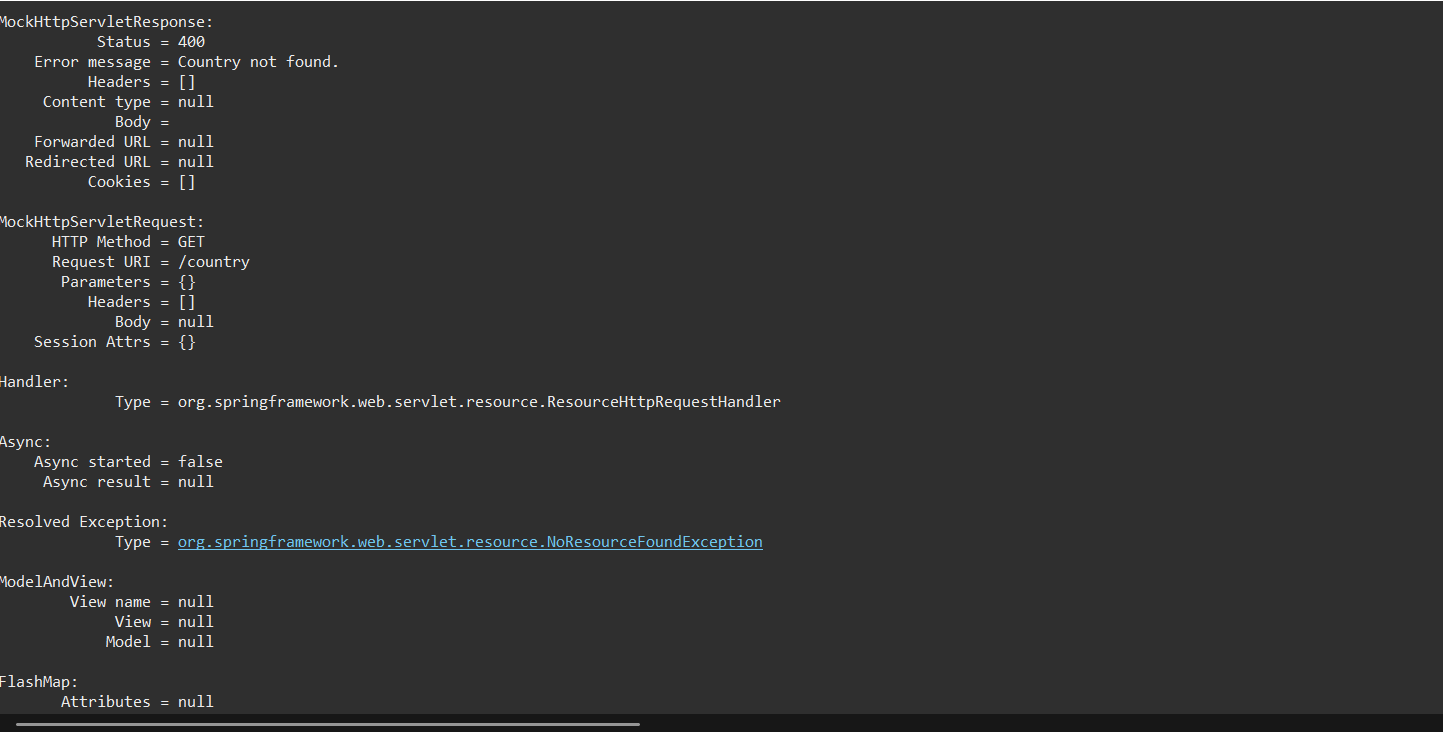 MockHttpServletResponse:
Status = 400
Error message = Country not found.
Headers = []
Content type = null
Body =
Forwarded URL = null
Redirected URL = null
Cookies = []
MockHttpServletRequest:
HTTP Method = GET
Request URI = /country
Parameters = {}
Headers = []
Body = null
Session Attrs = {}
Handler:
Type = org.springframework.web.servlet.resource.ResourceHttpRequestHandler
Async:
Async started = false
Async result = null
Resolved Exception:
Type = org.springframework.web.servlet.resource.NoResourceFoundException
ModelAndView:
View name = null
View = null
Model = null
FlashMap:
Attributes = null